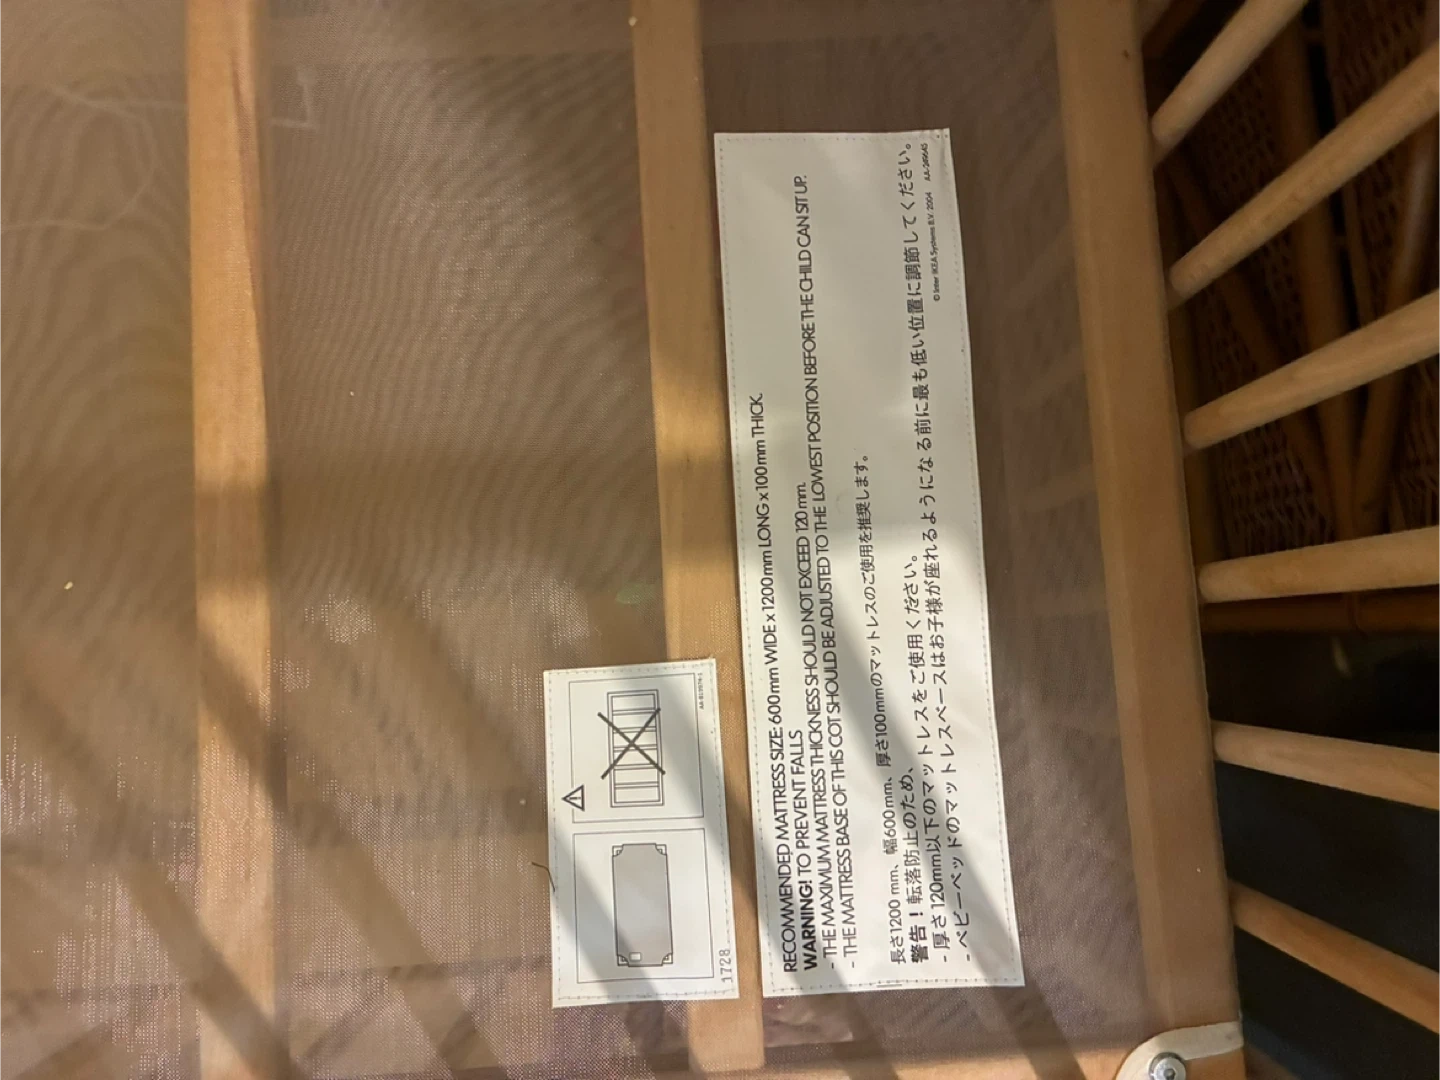 RECOMMENDED MATTRESS SIZE: 600mm WIDE x 1200mm LONG x 100mm THICK.
WARNING! TO PREVENT FALLS
- THE MAXIMUM MATTRESS THICKNESS SHOULD NOT EXCEED 120mm.
- THE MATTRESS BASE OF THIS COT SHOULD BE ADJUSTED TO THE LOWEST POSITION BEFORE THE CHILD CAN SIT UP.
長さ1200mm、幅600mm、厚さ100mmのマットレスのご使用を推奨します。
警告！転落防止のため、
- 厚さ120mm以下のマットレスをご使用ください。
- ベビーベッドのマットレスベースはお子様が座れるようになる前に最も低い位置に調節してください。
© Inter IKEA Systems B.V. 2004
1728